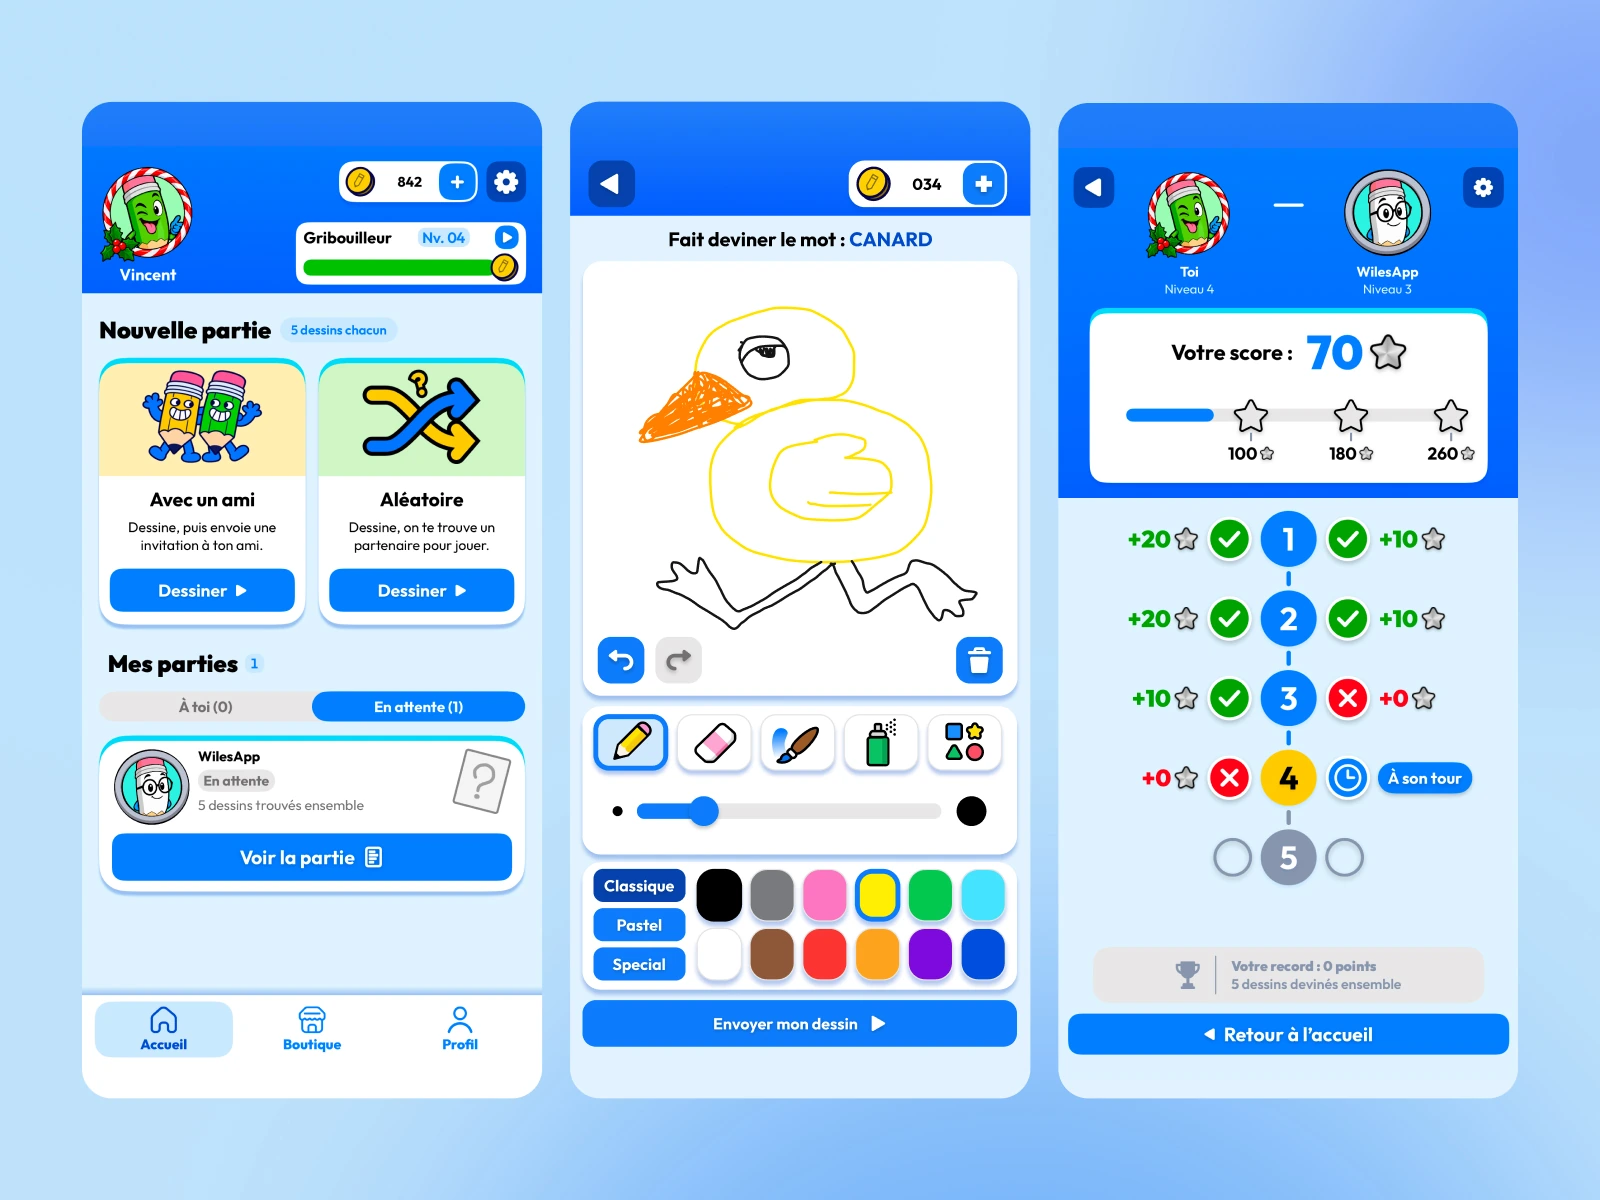 842
Gribouilleur
Nv. 04
Vincent
Nouvelle partie
5 dessins chacun
?
Avec un ami
Dessine, puis envoie une
invitation à ton ami.
Dessiner
Aléatoire
Dessine, on te trouve un
partenaire pour jouer.
Dessiner
Mes parties
1
À toi (0)
En attente (1)
WilesApp
En attente
5 dessins trouvés ensemble
?
Voir la partie
Accueil
Boutique
Profil
034
Fait deviner le mot : CANARD
Classique
Pastel
Special
Envoyer mon dessin
Toi
Niveau 4
WilesApp
Niveau 3
Votre score : 70
100
180
260
+20
1
+10
+20
2
+10
+10
3
+0
+0
4
À son tour
5
Votre record : 0 points
5 dessins devinés ensemble
Retour à l'accueil